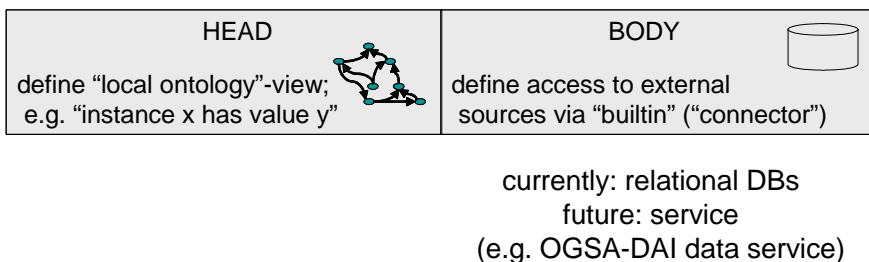 HEAD
define “local ontology”-view;
e.g. “instance x has value y”
BODY
define access to external
sources via “builtin” (“connector”)
currently: relational DBs
future: service
(e.g. OGSA-DAI data service)